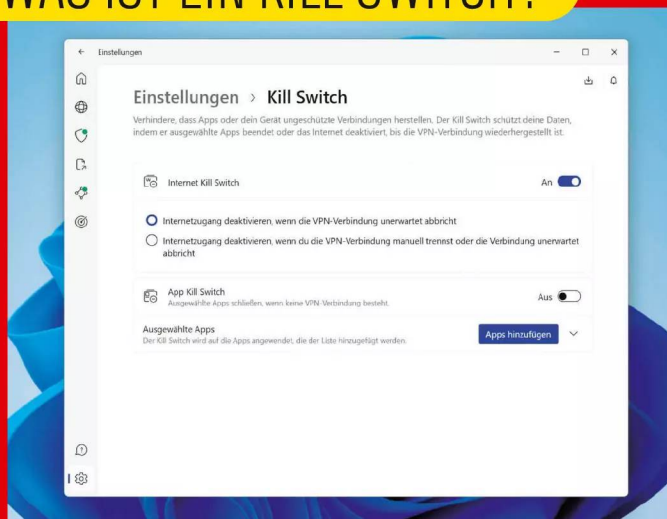 WAS IST EIN KILL SWITCH?
Einstellungen
Einstellungen > Kill Switch
Verhindere, dass Apps oder dein Gerät ungeschützte Verbindungen herstellen. Der Kill Switch schützt deine Daten,
indem er ausgewählte Apps beendet oder das Internet deaktiviert, bis die VPN-Verbindung wiederhergestellt ist.
Internet Kill Switch An
Internetzugang deaktivieren, wenn die VPN-Verbindung unerwartet abbricht
Internetzugang deaktivieren, wenn du die VPN-Verbindung manuell trennst oder die Verbindung unerwartet
abbricht
App Kill Switch Aus
Ausgewählte Apps schließen, wenn keine VPN-Verbindung besteht.
Ausgewählte Apps Apps hinzufügen
Der Kill Switch wird auf die Apps angewendet, die der Liste hinzugefügt werden.